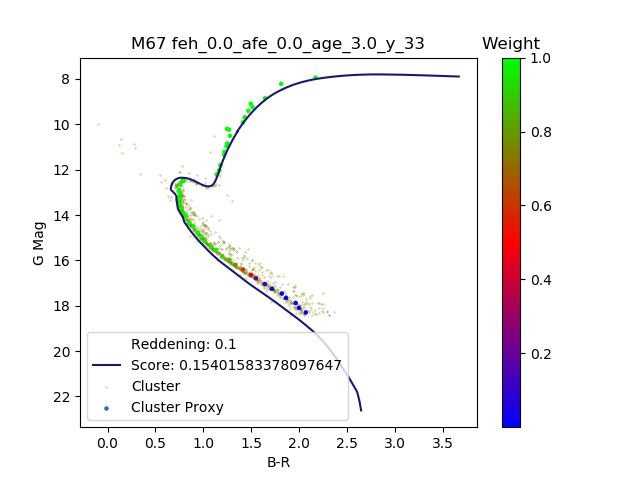 M67 feh_0.0_afe_0.0_age_3.0_y_33
Weight
8
10
12
14
16
18
20
22
G Mag
0.0 0.5 1.0 1.5 2.0 2.5 3.0 3.5
B-R
Reddening: 0.1
Score: 0.15401583378097647
Cluster
Cluster Proxy
1.0
0.8
0.6
0.4
0.2